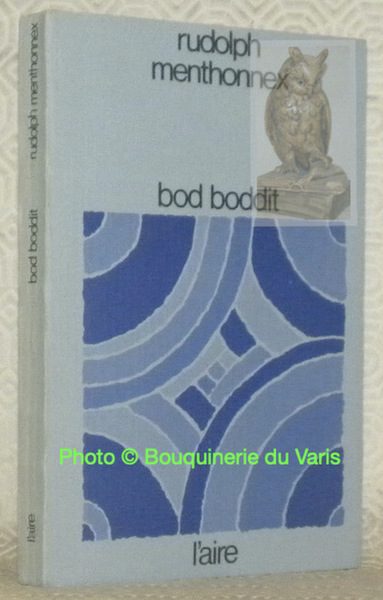 rudolph
menthonnex
bod boddit
l'aire
rudolph menthonnex
bod boddit
l'aire
Photo © Bouquinerie du Varis